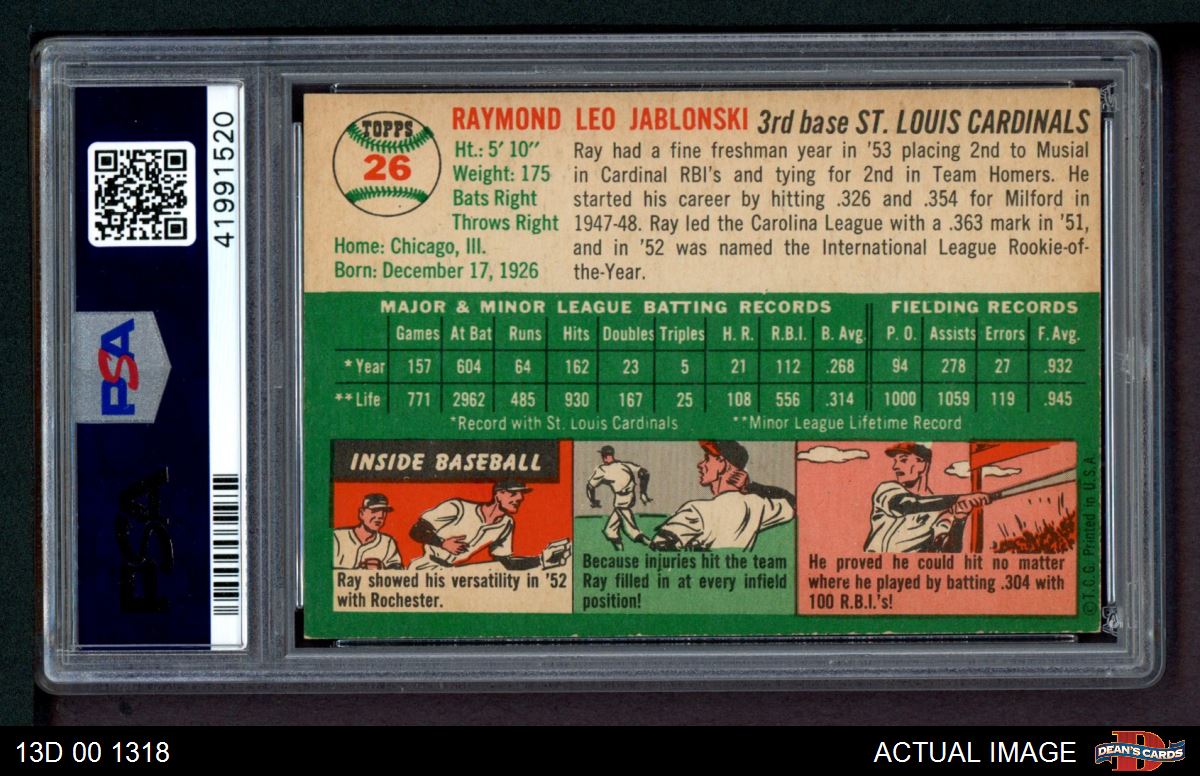 41991520
PSA
PSA
TOPPS
26
RAYMOND LEO JABLONSKI 3rd base ST. LOUIS CARDINALS
Ht.: 5' 10"
Weight: 175
Bats Right
Throws Right
Home: Chicago, Ill.
Born: December 17, 1926
Ray had a fine freshman year in '53 placing 2nd to Musial
in Cardinal RBI's and tying for 2nd in Team Homers. He
started his career by hitting .326 and .354 for Milford in
1947-48. Ray led the Carolina League with a .363 mark in '51,
and in '52 was named the International League Rookie-of-
the-Year.
MAJOR & MINOR LEAGUE BATTING RECORDS FIELDING RECORDS
Games At Bat Runs Hits Doubles Triples H. R. R.B.I. B. Avg. P. O. Assists Errors F. Avg.
*Year 157 604 64 162 23 5 21 112 .268 94 278 27 .932
**Life 771 2962 485 930 167 25 108 556 .314 1000 1059 119 .945
*Record with St. Louis Cardinals **Minor League Lifetime Record
INSIDE BASEBALL
Ray showed his versatility in '52
with Rochester.
Because injuries hit the team
Ray filled in at every infield
position!
He proved he could hit no matter
where he played by batting .304 with
100 R.B.I.'s!
© T.C.G. Printed in U.S.A.
13D 00 1318
ACTUAL IMAGE
DEAN'S CARDS